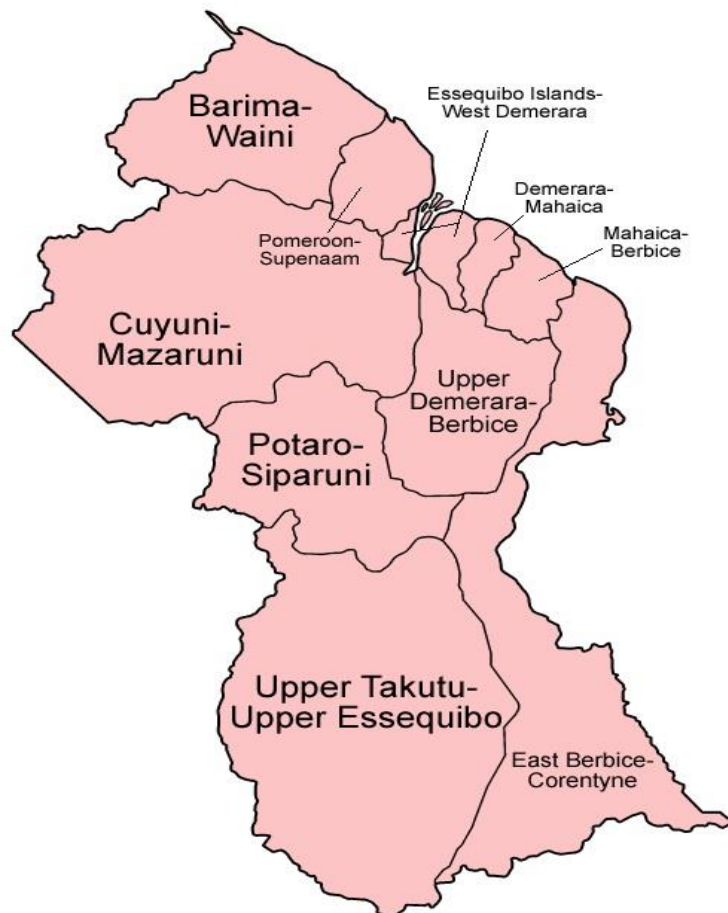 Barima-
Waini
Essequibo Islands-
West Demerara
Demerara-
Mahaica
Mahaica-
Berbice
Pomeroon-
Supenaam
Cuyuni-
Mazaruni
Upper
Demerara-
Berbice
Potaro-
Siparuni
Upper Takutu-
Upper Essequibo
East Berbice-
Corentyne